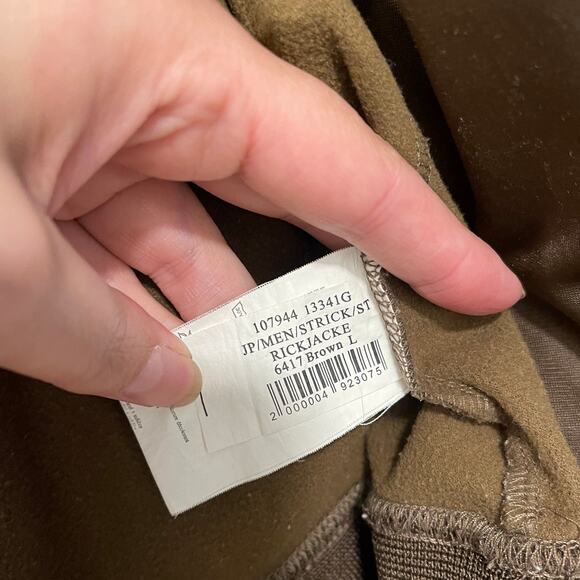 107944 13341G
JP/MEN/STRICK/ST
RICKJACKE
6417 Brown L
2 000004 923075